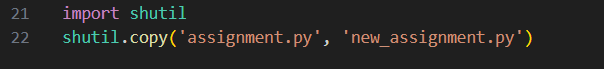 21 import shutil
22 shutil.copy('assignment.py', 'new_assignment.py')